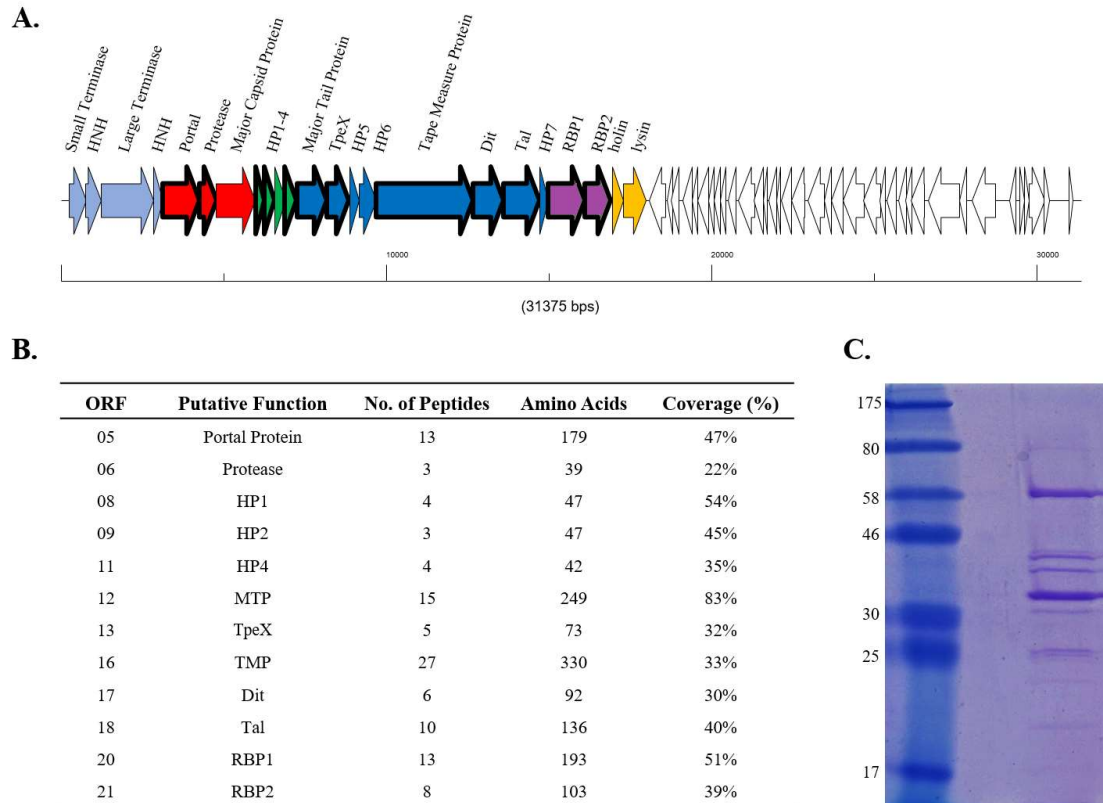 A.
Small Terminase
HNH
Large Terminase
HNH
Portal
Protease
Major Capsid Protein
HP1-4
Major Tail Protein
TpeX
HP5
HP6
Tape Measure Protein
Dit
Tal
HP7
RBP1
RBP2
holin
lysin
10000 20000 30000
(31375 bps)
B.
ORF Putative Function No. of Peptides Amino Acids Coverage (%)
05 Portal Protein 13 179 47%
06 Protease 3 39 22%
08 HP1 4 47 54%
09 HP2 3 47 45%
11 HP4 4 42 35%
12 MTP 15 249 83%
13 TpeX 5 73 32%
16 TMP 27 330 33%
17 Dit 6 92 30%
18 Tal 10 136 40%
20 RBP1 13 193 51%
21 RBP2 8 103 39%
C.
175
80
58
46
30
25
17